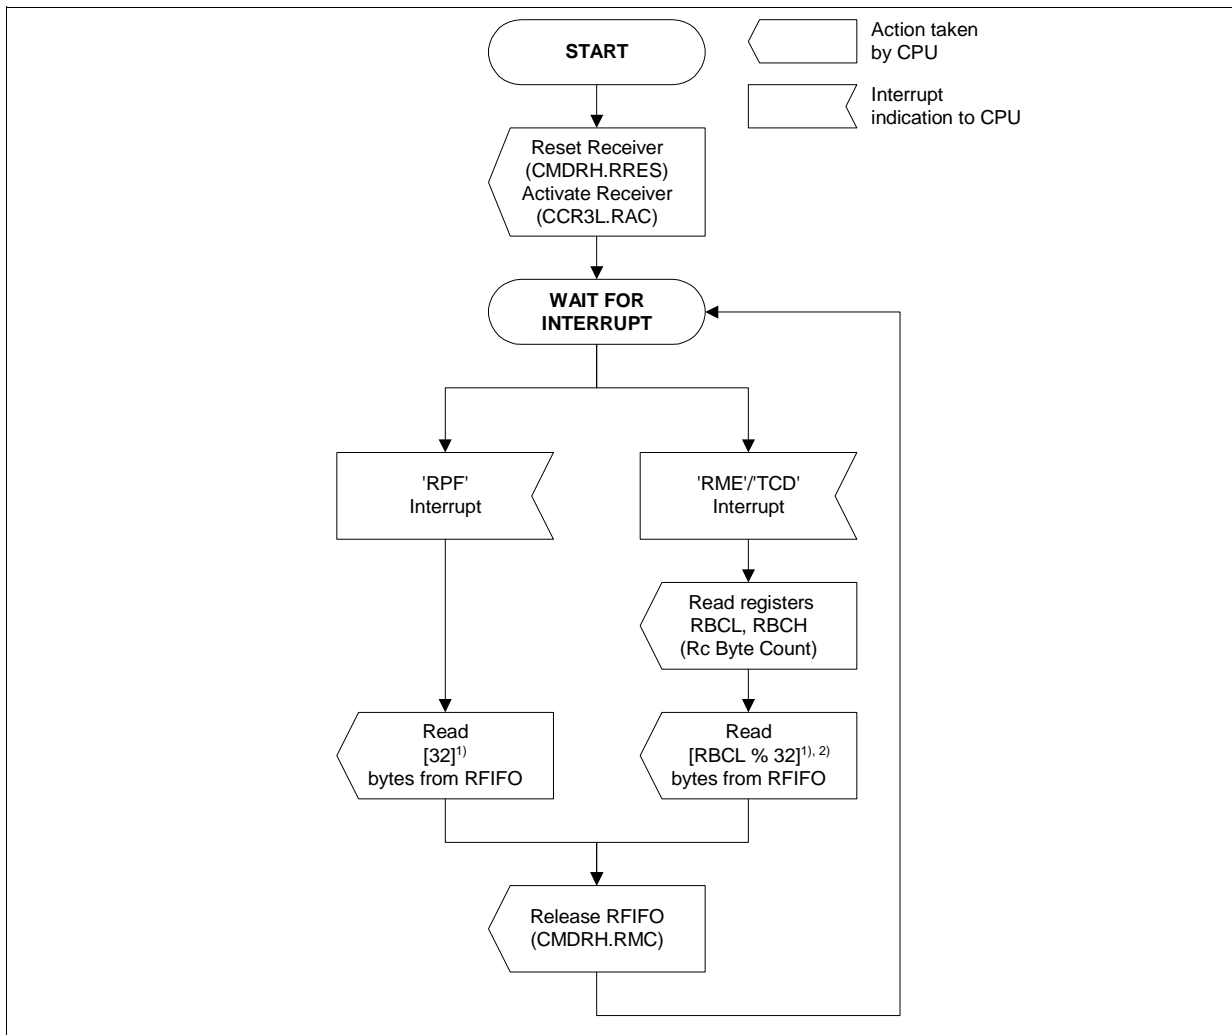 START
Action taken
by CPU
Interrupt
indication to CPU
Reset Receiver
(CMDRH.RRES)
Activate Receiver
(CCR3L.RAC)
WAIT FOR
INTERRUPT
'RPF'
Interrupt
'RME'/'TCD'
Interrupt
Read registers
RBCL, RBCH
(Rc Byte Count)
Read
[32]1)
bytes from RFIFO
Read
[RBCL % 32]1), 2)
bytes from RFIFO
Release RFIFO
(CMDRH.RMC)